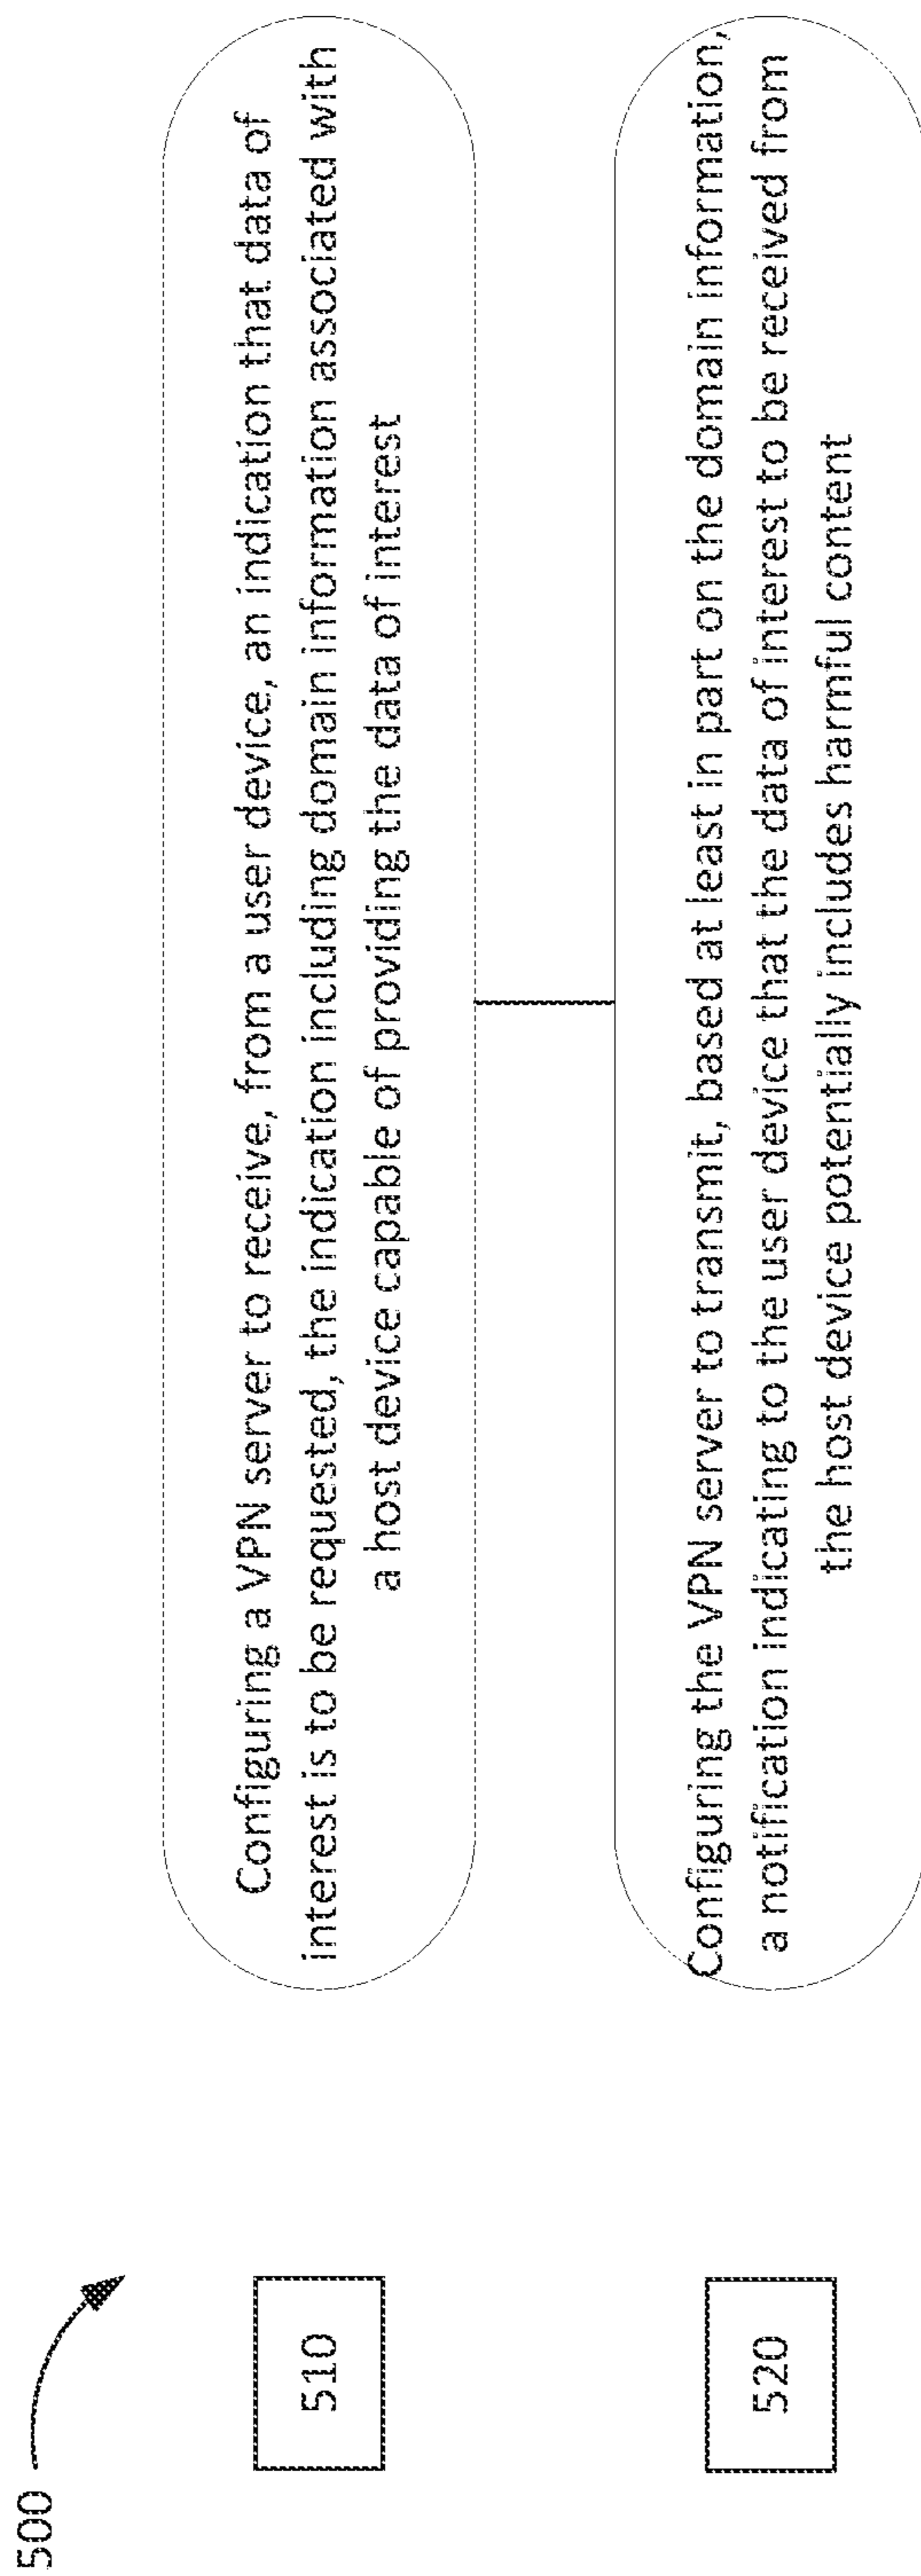 500
510
Configuring a VPN server to receive, from a user device, an indication that data of
interest is to be requested, the indication including domain information associated with
a host device capable of providing the data of interest
520
Configuring the VPN server to transmit, based at least in part on the domain information,
a notification indicating to the user device that the data of interest to be received from
the host device potentially includes harmful content